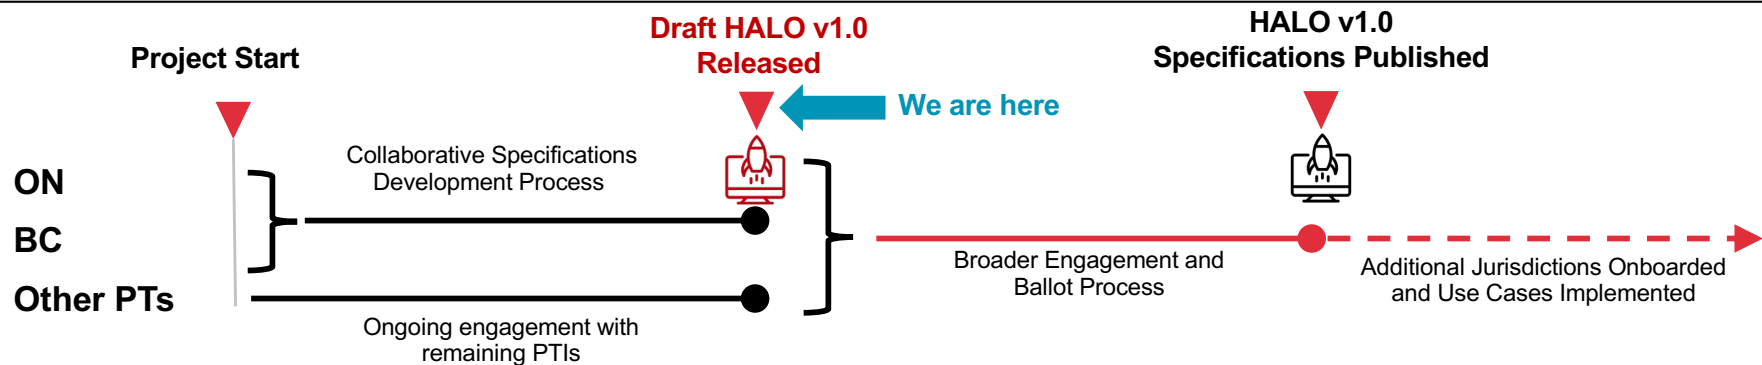 Project Start
Draft HALO v1.0
Released
HALO v1.0
Specifications Published
We are here
ON
BC
Other PTs
Collaborative Specifications
Development Process
Ongoing engagement with
remaining PTIs
Broader Engagement and
Ballot Process
Additional Jurisdictions Onboarded
and Use Cases Implemented